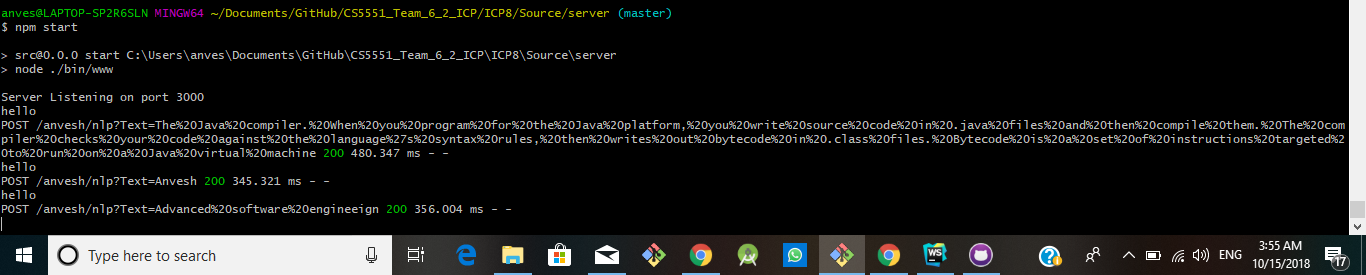 anves@LAPTOP-SP2R6SLN MINGW64 ~/Documents/GitHub/CS5551_Team_6_2_ICP/ICP8/Source/server (master)
$ npm start
> src@0.0.0 start C:\Users\anves\Documents\GitHub\CS5551_Team_6_2_ICP\ICP8\Source\server
> node ./bin/www
Server Listening on port 3000
hello
POST /anvesh/nlp?Text=The%20Java%20compiler.%20When%20you%20program%20for%20the%20Java%20platform,%20you%20write%20source%20code%20in%20.java%20files%20and%20then%20compile%20them.%20The%20com
piler%20checks%20your%20code%20against%20the%20language%27s%20syntax%20rules,%20then%20writes%20out%20bytecode%20in%20.class%20files.%20Bytecode%20is%20a%20set%20of%20instructions%20targeted%2
0to%20run%20on%20a%20Java%20virtual%20machine 200 480.347 ms - -
hello
POST /anvesh/nlp?Text=Anvesh 200 345.321 ms - -
hello
POST /anvesh/nlp?Text=Advanced%20software%20engineeign 200 356.004 ms - -
Type here to search
WS
ENG
3:55 AM
10/15/2018
17